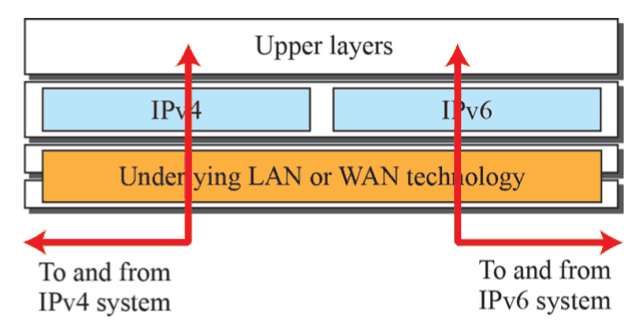 Upper layers
IPv4
IPv6
Underlying LAN or WAN technology
To and from
IPv4 system
To and from
IPv6 system